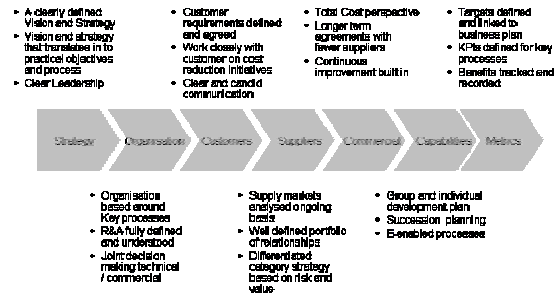 • A clearly defined
Vision and Strategy
• Vision and strategy
that translates in to
practical objectives
and process
• Clear Leadership
• Customer
requirements defined
and agreed
• Work closely with
customer on cost
reduction initiatives
• Clear and candid
communication
• Total Cost perspective
• Longer term
agreements with
fewer suppliers
• Continuous
improvement built in
• Targets defined
and linked to
business plan
• KPIs defined for key
processes
• Benefits tracked and
recorded
Strategy
Organisation
Customers
Suppliers
Commercial
Capabilities
Metrics
• Organisation
based around
Key processes
• R&A fully defined
and understood
• Joint decision
making technical
/ commercial
• Supply markets
analysed ongoing
basis
• Well defined portfolio
of relationships
• Differentiated
category strategy
based on risk and
value
• Group and individual
development plan
• Succession planning
• E-enabled processes